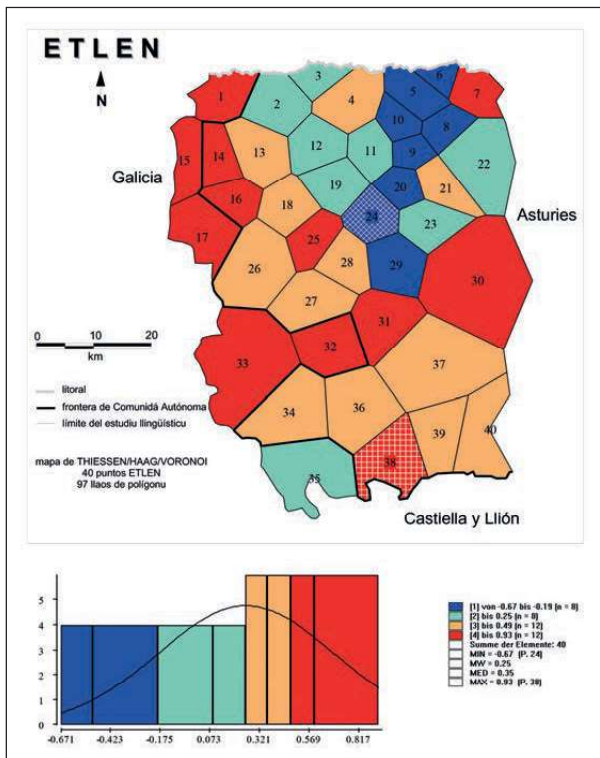 ETLEN
N
Galicia
Asturies
Castiella y Llión
1
2
3
4
5
6
7
8
9
10
11
12
13
14
15
16
17
18
19
20
21
22
23
24
25
26
27
28
29
30
31
32
33
34
35
36
37
38
39
40
0 10 20
km
litoral
frontera de Comunidá Autónoma
límite del estudiu llingüísticu
mapa de THIESSEN/HAAG/VORONOI
40 puntos ETLEN
97 llaos de polígonu
5
4
3
2
1
0
-0.671 -0.423 -0.175 0.073 0.321 0.569 0.817
[1] von -0.67 bis -0.19 (n = 8)
[2] bis 0.25 (n = 8)
[3] bis 0.49 (n = 12)
[4] bis 0.93 (n = 12)
Summe der Elemente: 40
MIN = -0.67 (P. 24)
MW = 0.25
MED = 0.35
MAX = 0.93 (P. 38)